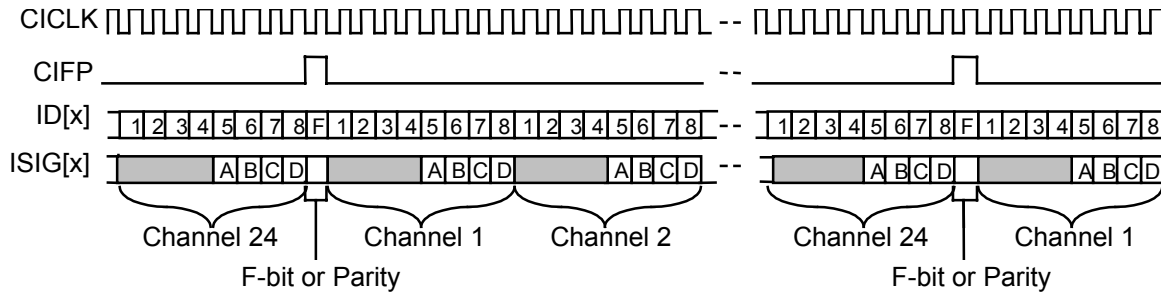 CICLK --
CIFP --
ID[x] 1 2 3 4 5 6 7 8 F 1 2 3 4 5 6 7 8 1 2 3 4 5 6 7 8 -- 1 2 3 4 5 6 7 8 F 1 2 3 4 5 6 7 8
ISIG[x] A B C D A B C D A B C D -- A B C D A B C D
Channel 24 Channel 1 Channel 2 Channel 24 Channel 1
F-bit or Parity F-bit or Parity